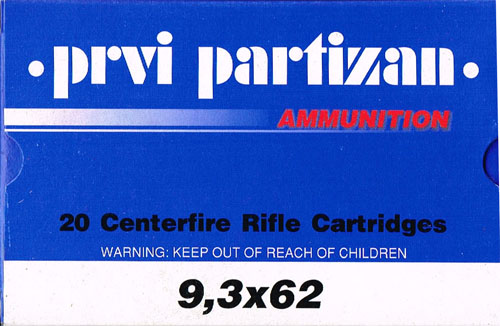 • prvi partizan •
AMMUNITION
20 Centerfire Rifle Cartridges
WARNING: KEEP OUT OF REACH OF CHILDREN
9,3x62